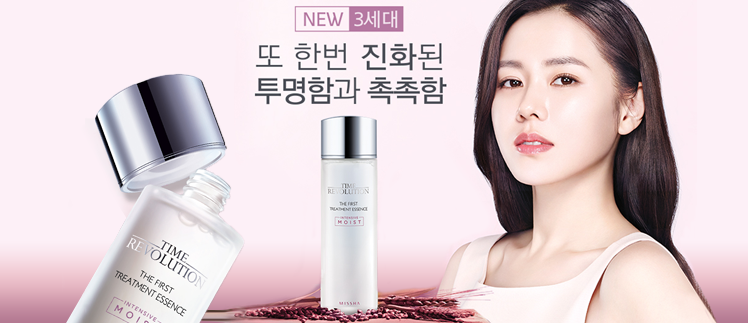 NEW 3세대
또 한번 진화된
투명함과 촉촉함
TIME
REVOLUTION
THE FIRST
TREATMENT ESSENCE
INTENSIVE
MOIST
TIME
REVOLUTION
THE FIRST
TREATMENT ESSENCE
INTENSIVE
MOIST
MISSHA